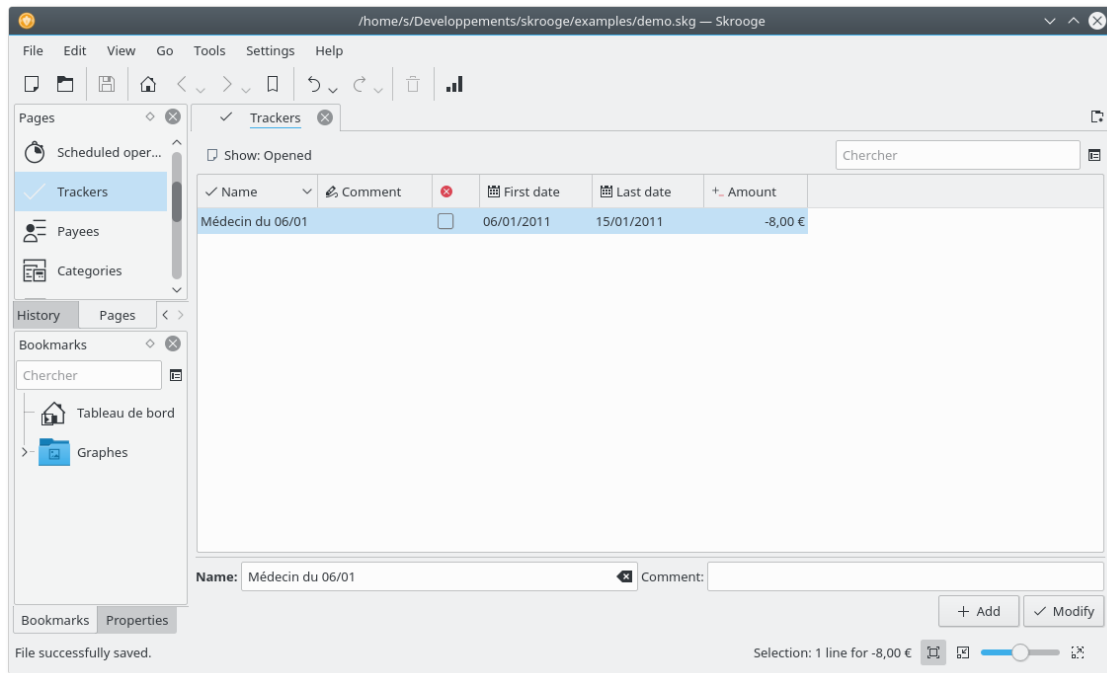 /home/s/Developpements/skrooge/examples/demo.skg — Skrooge
File Edit View Go Tools Settings Help
Pages
Scheduled oper...
Trackers
Payees
Categories
History Pages
Bookmarks
Chercher
Tableau de bord
Graphes
Bookmarks Properties
Trackers
Show: Opened
Chercher
Name Comment First date Last date Amount
Médecin du 06/01 06/01/2011 15/01/2011 -8,00 €
Name: Médecin du 06/01 Comment:
Add Modify
File successfully saved.
Selection: 1 line for -8,00 €